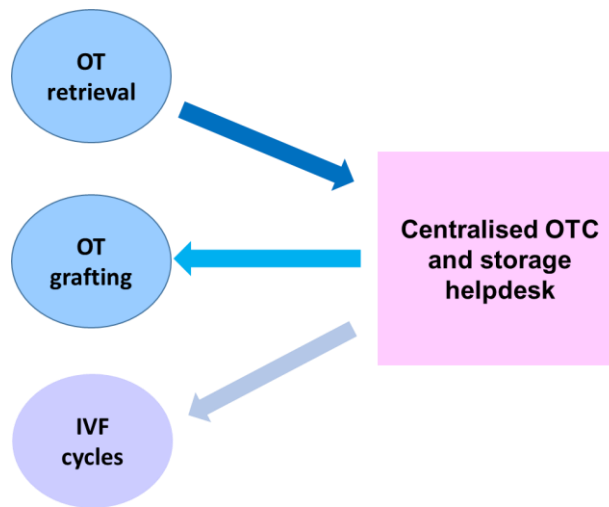 OT
retrieval
OT
grafting
Centralised OTC
and storage
helpdesk
IVF
cycles